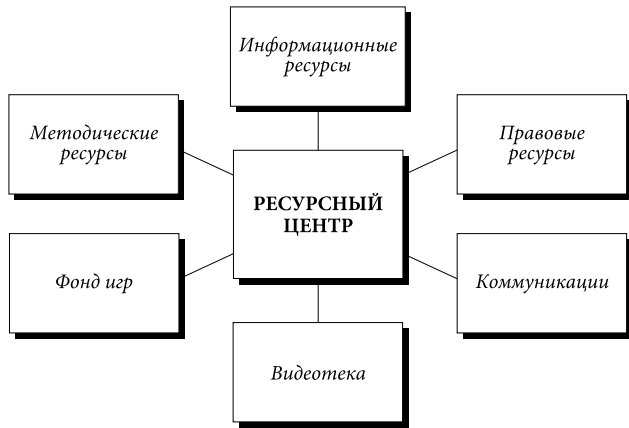 Информационные
ресурсы
Методические
ресурсы
Правовые
ресурсы
РЕСУРСНЫЙ
ЦЕНТР
Фонд игр
Коммуникации
Видеотека